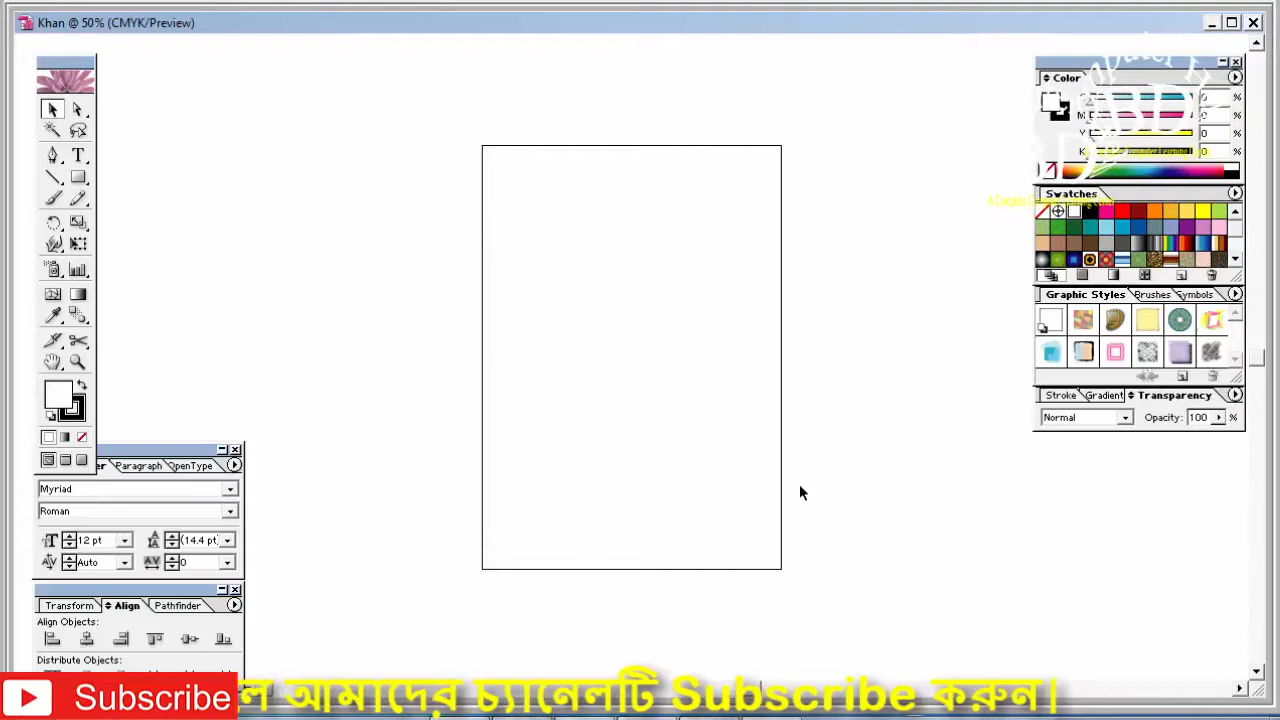 Khan @ 50% (CMYK/Preview)
Color
%
M %
Y 0 %
K 0 %
Swatches
Graphic Styles Brushes Symbols
Stroke Gradient Transparency
Normal Opacity: 100 %
Paragraph OpenType
Myriad
Roman
12 pt (14.4 pt)
Auto 0
Transform Align Pathfinder
Align Objects:
Distribute Objects:
Subscribe
আমাদের চ্যানেলটি Subscribe করুন।